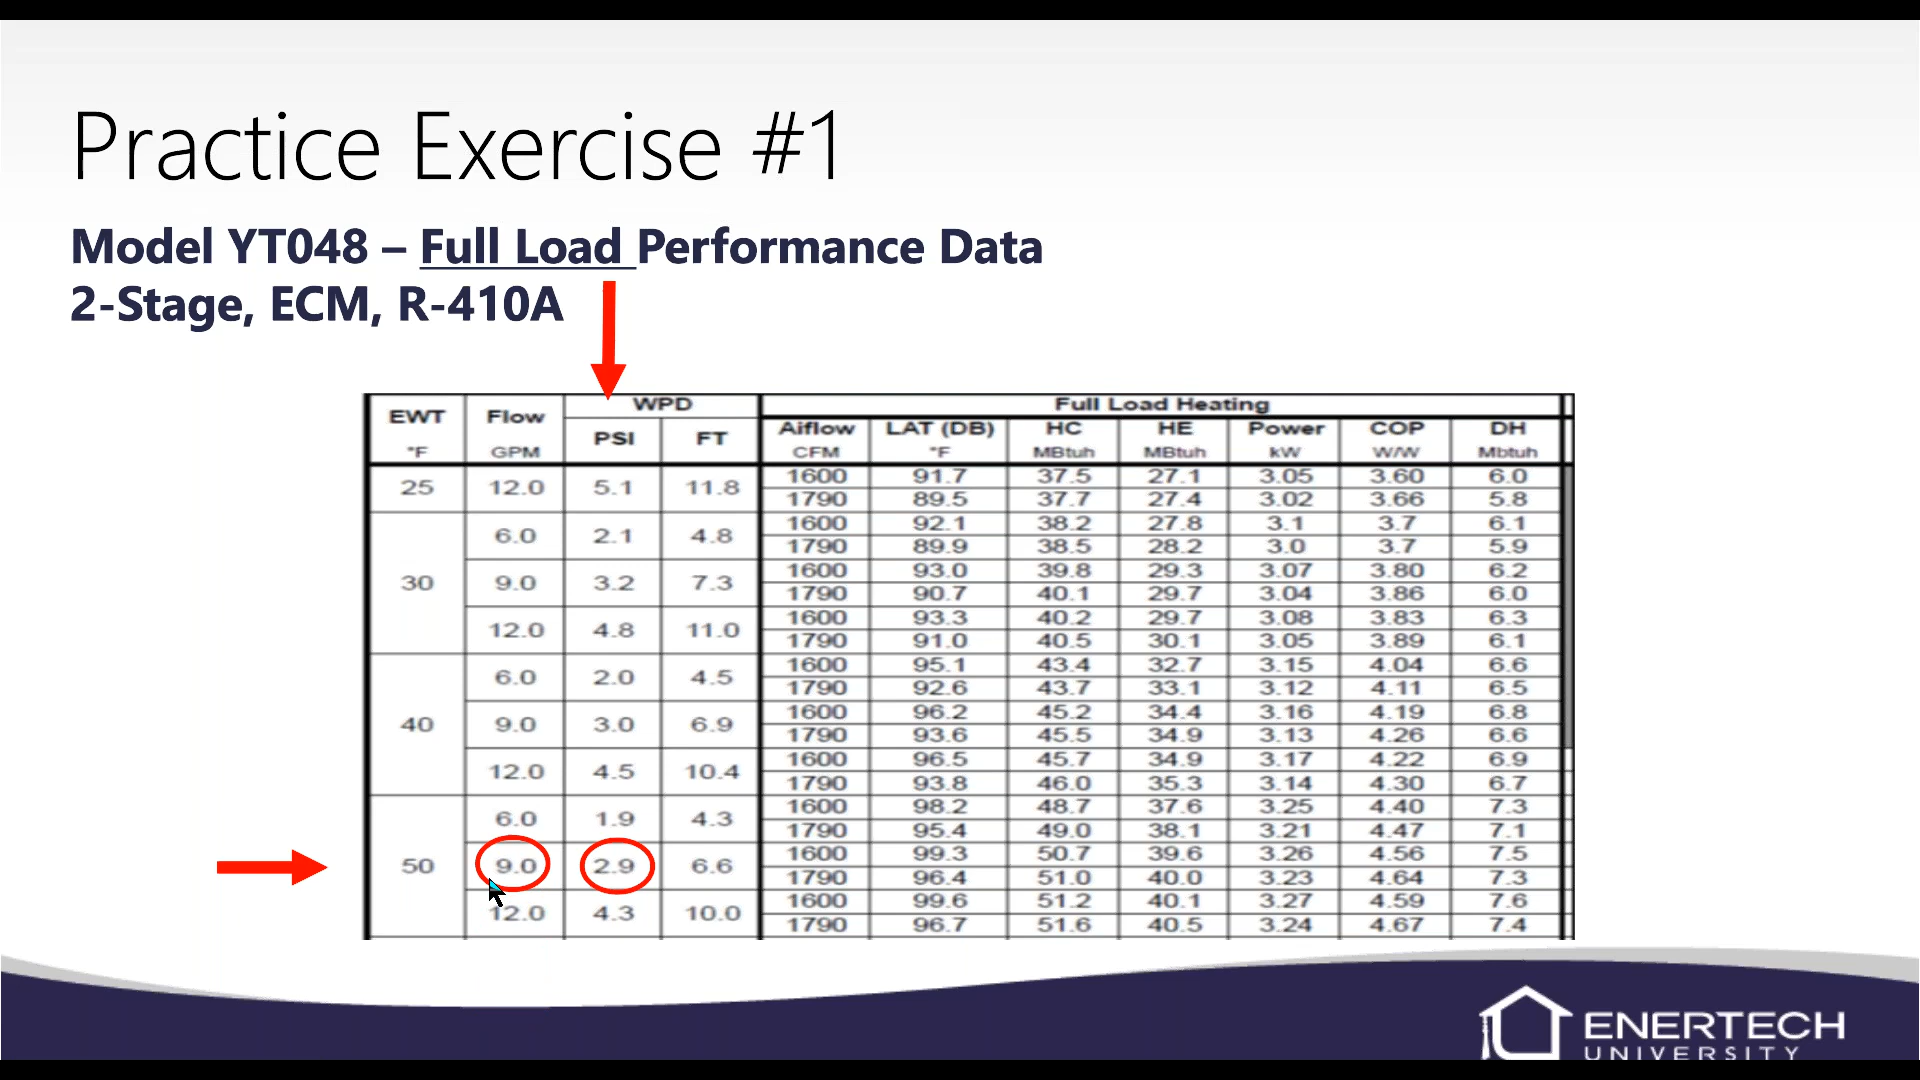 Practice Exercise #1
Model YT048 – Full Load Performance Data
2-Stage, ECM, R-410A
EWT Flow WPD Full Load Heating
PSI FT Aiflow LAT (DB) HC HE Power COP DH
°F GPM CFM °F MBtuh MBtuh kW W/W Mbtuh
25 12.0 5.1 11.8 1600 91.7 37.5 27.1 3.05 3.60 6.0
1790 89.5 37.7 27.4 3.02 3.66 5.8
30 6.0 2.1 4.8 1600 92.1 38.2 27.8 3.1 3.7 6.1
1790 89.9 38.5 28.2 3.0 3.7 5.9
9.0 3.2 7.3 1600 93.0 39.8 29.3 3.07 3.80 6.2
1790 90.7 40.1 29.7 3.04 3.86 6.0
12.0 4.8 11.0 1600 93.3 40.2 29.7 3.08 3.83 6.3
1790 91.0 40.5 30.1 3.05 3.89 6.1
40 6.0 2.0 4.5 1600 95.1 43.4 32.7 3.15 4.04 6.6
1790 92.6 43.7 33.1 3.12 4.11 6.5
9.0 3.0 6.9 1600 96.2 45.2 34.4 3.16 4.19 6.8
1790 93.6 45.5 34.9 3.13 4.26 6.6
12.0 4.5 10.4 1600 96.5 45.7 34.9 3.17 4.22 6.9
1790 93.8 46.0 35.3 3.14 4.30 6.7
50 6.0 1.9 4.3 1600 98.2 48.7 37.6 3.25 4.40 7.3
1790 95.4 49.0 38.1 3.21 4.47 7.1
9.0 2.9 6.6 1600 99.3 50.7 39.6 3.26 4.56 7.5
1790 96.4 51.0 40.0 3.23 4.64 7.3
12.0 4.3 10.0 1600 99.6 51.2 40.1 3.27 4.59 7.6
1790 96.7 51.6 40.5 3.24 4.67 7.4
ENERTECH
UNIVERSITY